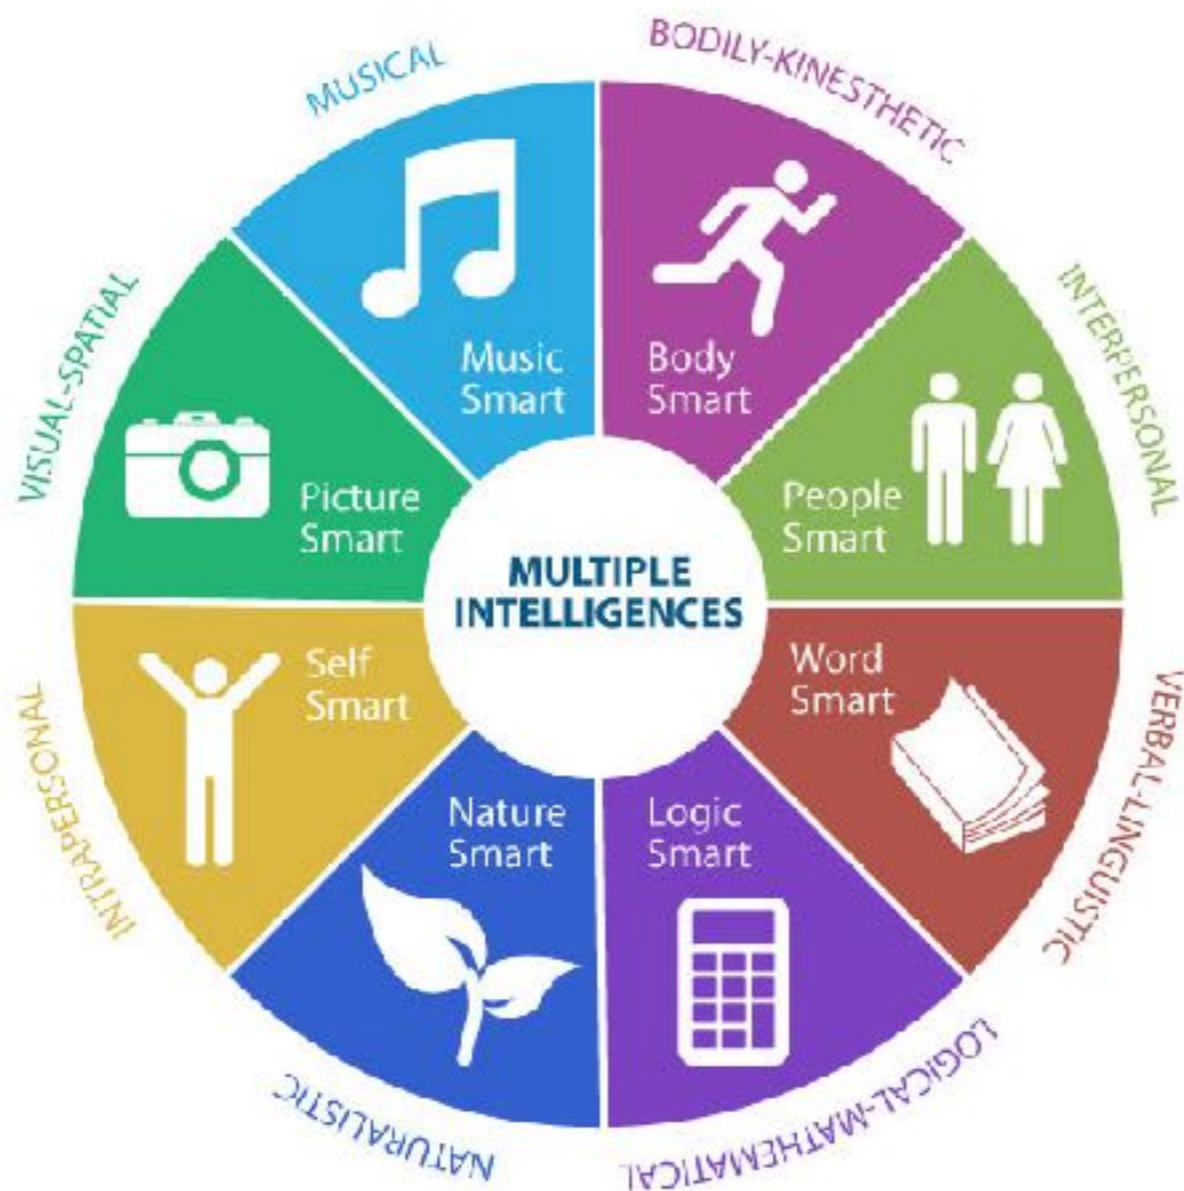 MUSICAL
BODILY-KINESTHETIC
INTERPERSONAL
VERBAL-LINGUISTIC
LOGICAL-MATHEMATICAL
NATURALISTIC
INTRAPERSONAL
VISUAL-SPATIAL
Music
Smart
Body
Smart
People
Smart
Word
Smart
Logic
Smart
Nature
Smart
Self
Smart
Picture
Smart
MULTIPLE
INTELLIGENCES